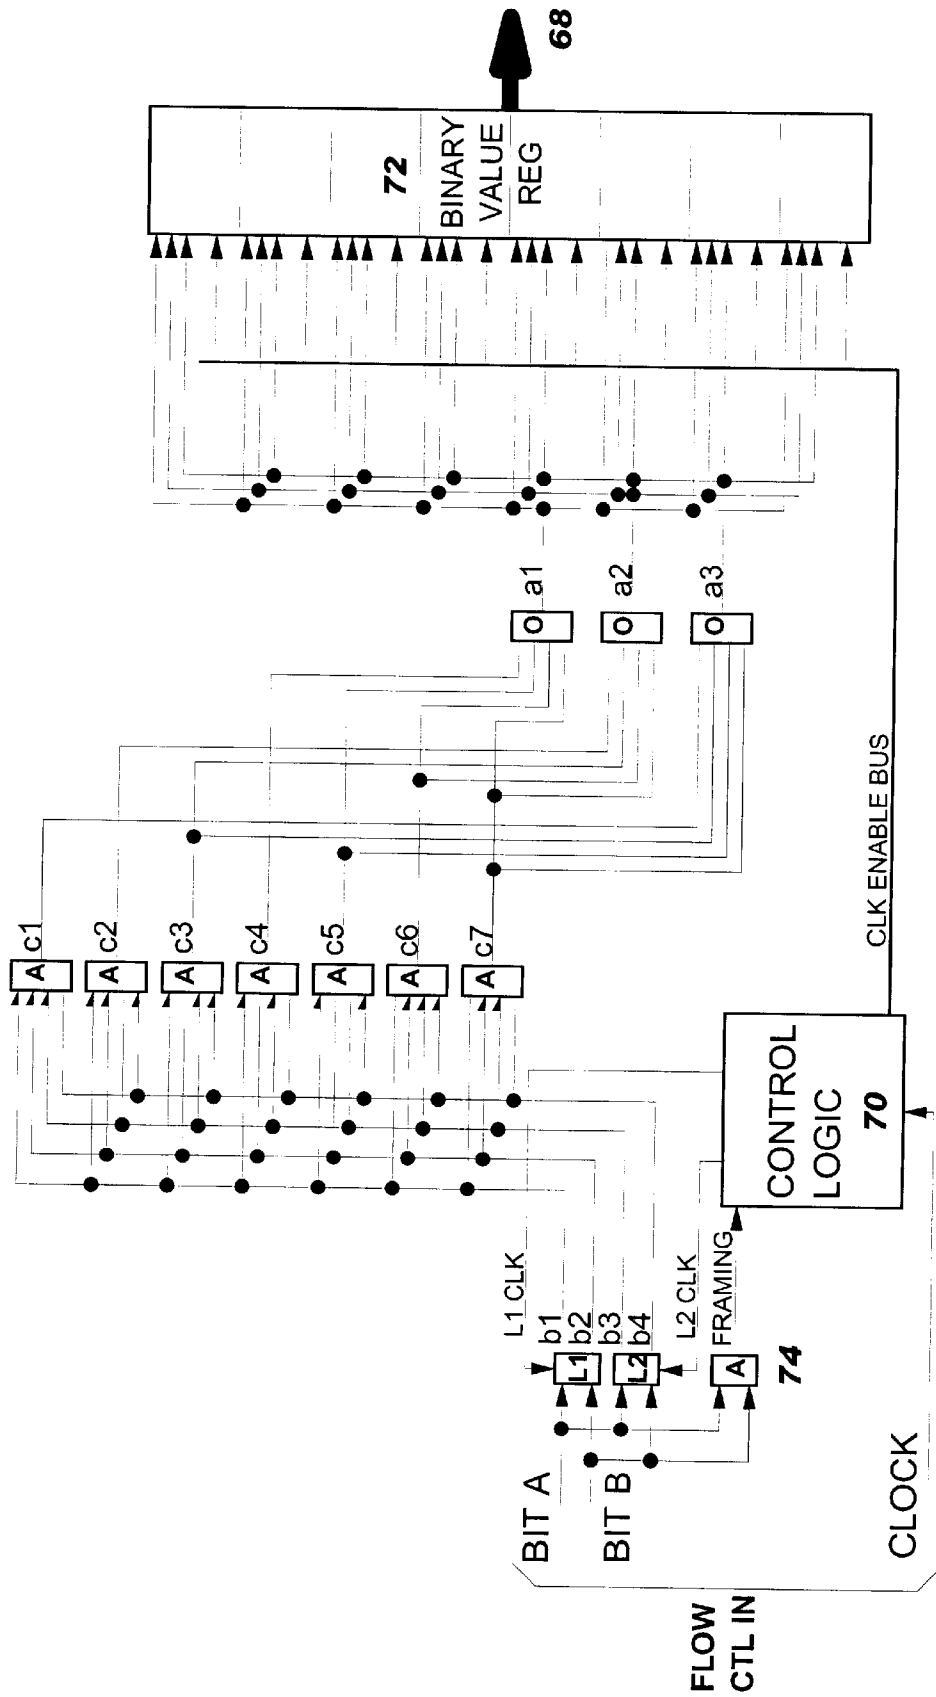 68
72
BINARY
VALUE
REG
O a1
O a2
O a3
A c1
A c2
A c3
A c4
A c5
A c6
A c7
CLK ENABLE BUS
CONTROL
LOGIC
70
L1 CLK
b1
b2
b3
b4
L1
L2
L2 CLK
FRAMING
A
74
BIT A
BIT B
CLOCK
FLOW
CTL IN